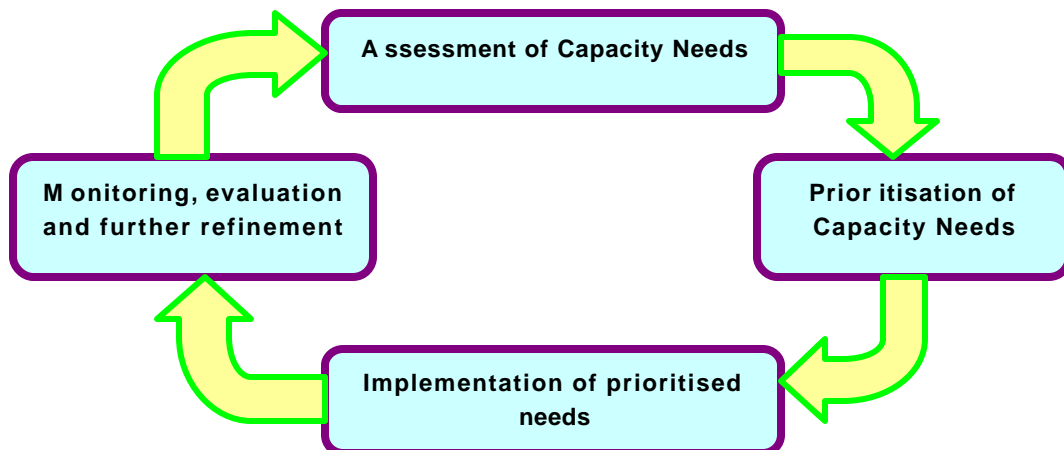 A ssessment of Capacity Needs
Prior itisation of
Capacity Needs
Implementation of prioritised
needs
M onitoring, evaluation
and further refinement